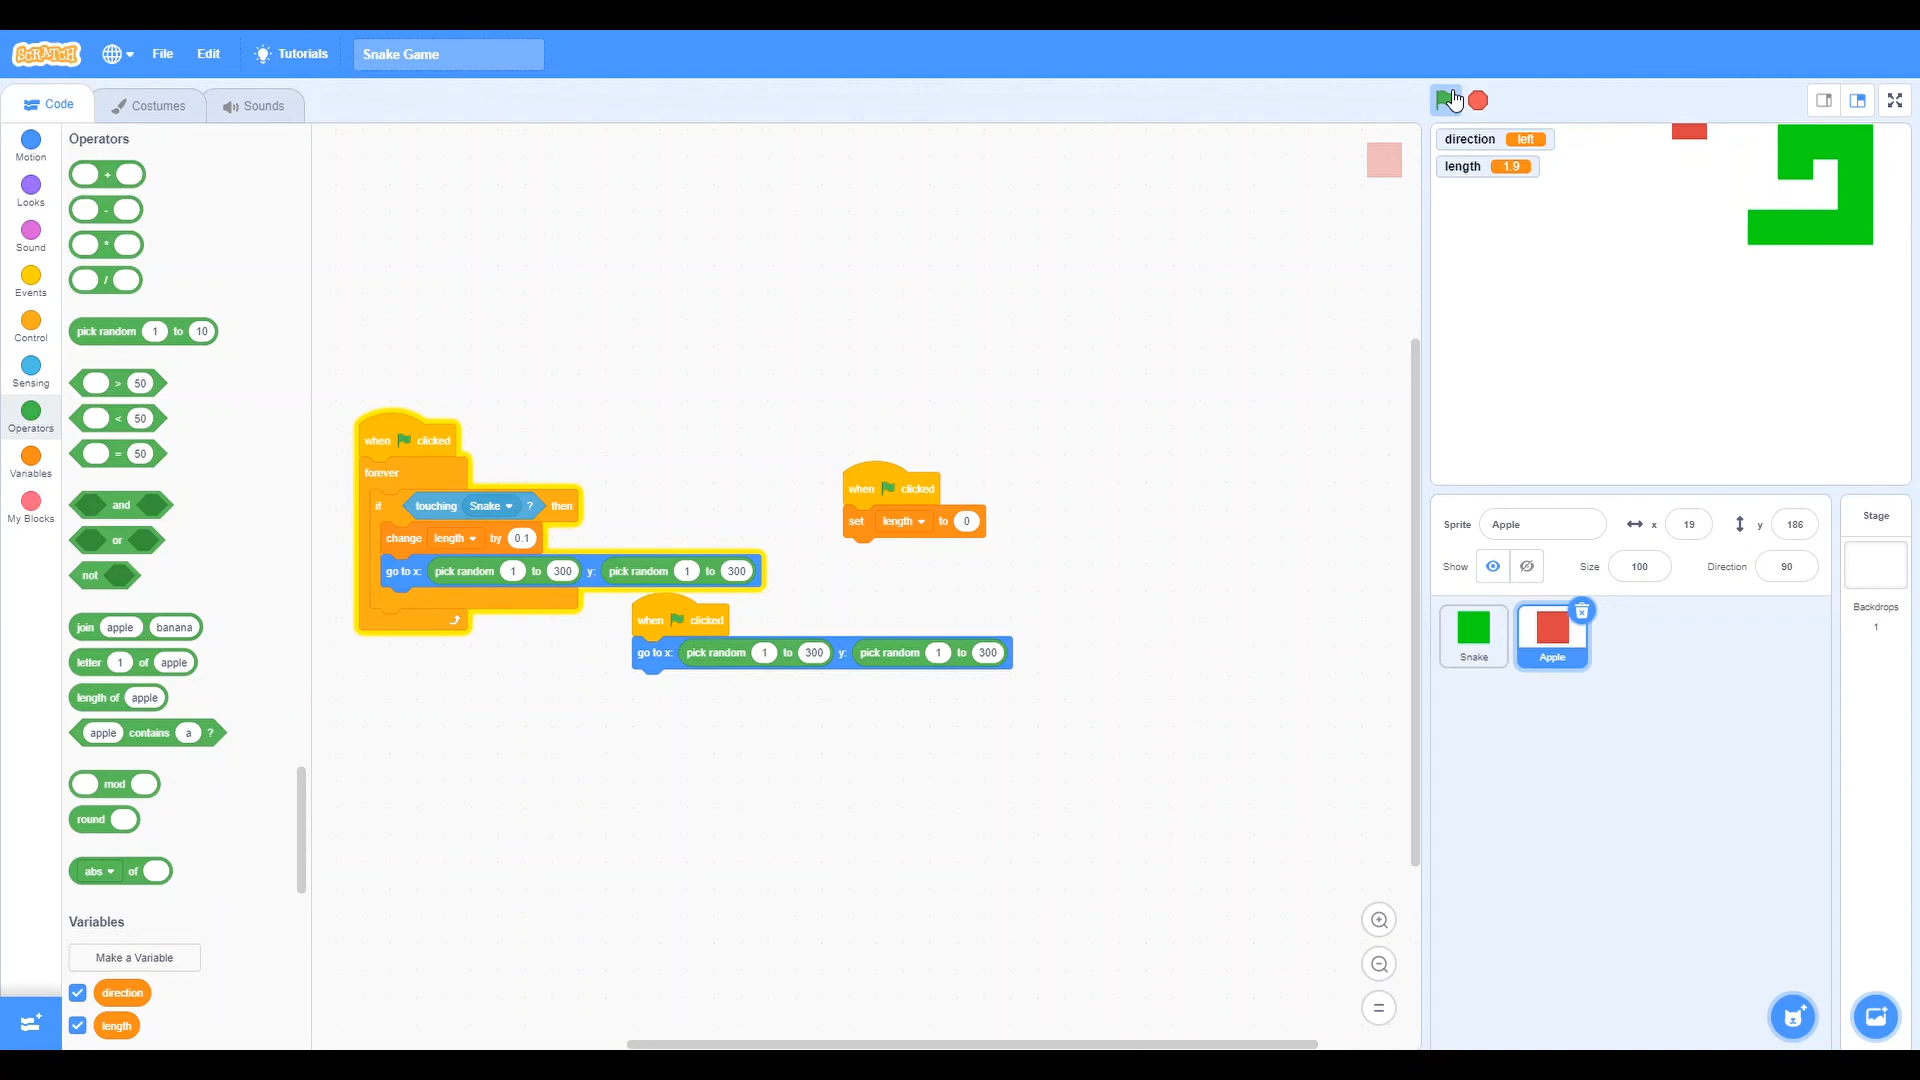 SCRATCH File Edit Tutorials Snake Game
Code Costumes Sounds
Motion
Looks
Sound
Events
Control
Sensing
Operators
Variables
My Blocks
Operators
+
-
*
/
pick random 1 to 10
> 50
< 50
= 50
and
or
not
join apple banana
letter 1 of apple
length of apple
apple contains a ?
mod
round
abs of
Variables
Make a Variable
direction
length
when clicked
forever
if touching Snake ? then
change length by 0.1
go to x: pick random 1 to 300 y: pick random 1 to 300
when clicked
set length to 0
when clicked
go to x: pick random 1 to 300 y: pick random 1 to 300
direction left
length 1.9
Sprite Apple x 19 y 186
Show Size 100 Direction 90
Snake
Apple
Stage
Backdrops
1